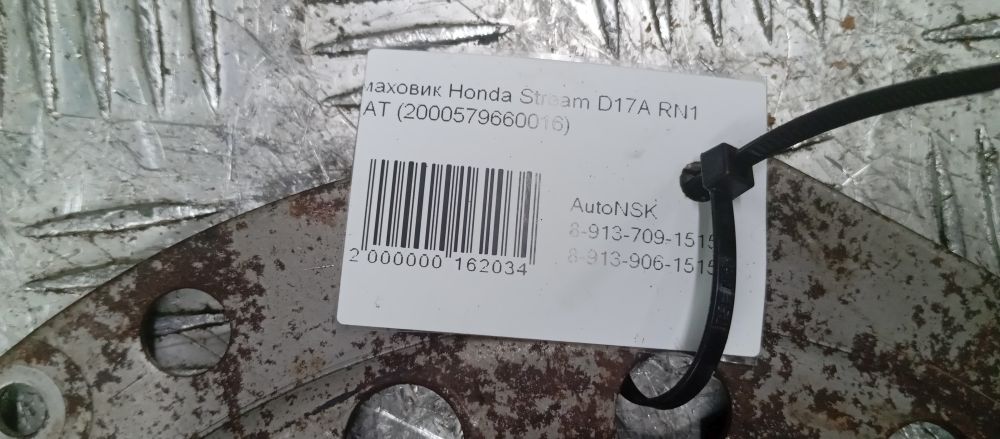 маховик Honda Stream D17A RN1
AT (2000579660016)
AutoNSK
8-913-709-1515
8-913-906-1515
2 000000 162034